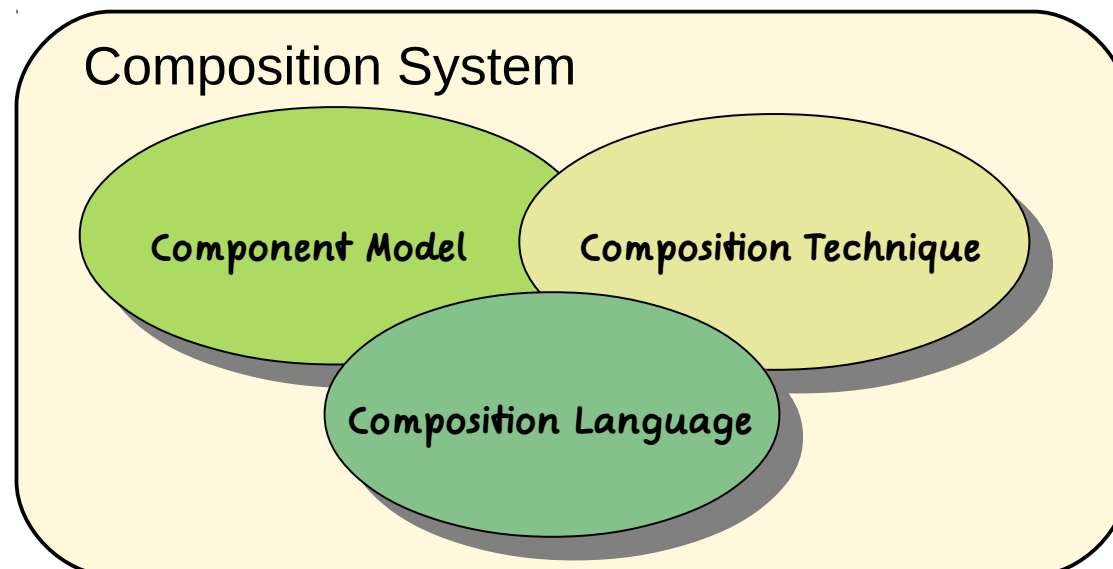 Composition System
Component Model
Composition Technique
Composition Language